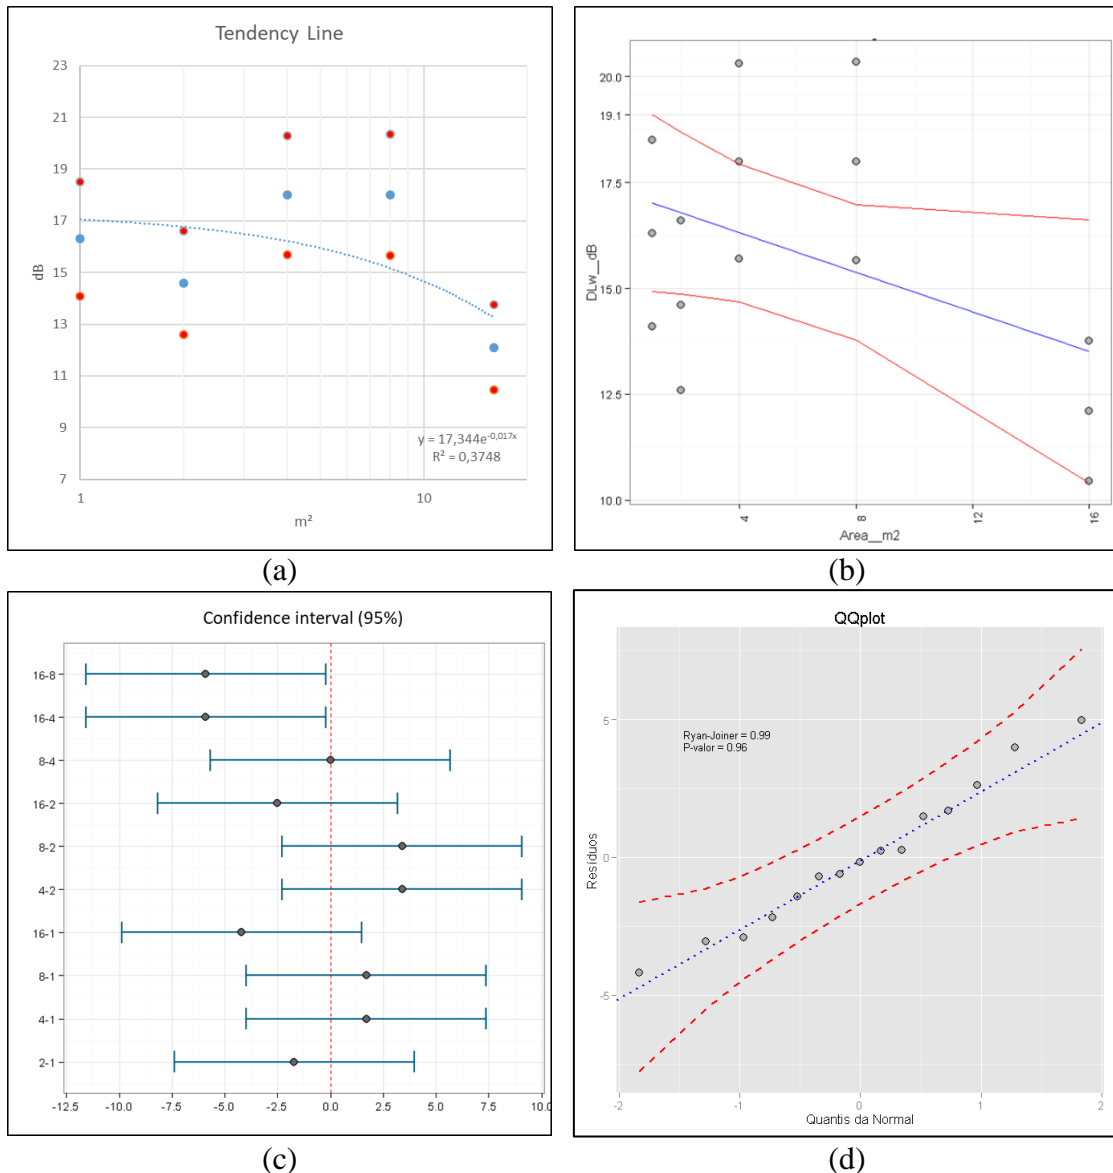 Tendency Line
23
21
19
17
15
13
11
9
7
dB
y = 17,344e^-0,017x
R² = 0,3748
1
10
m²
(a)
20.0
19.1
17.5
15.0
12.5
10.0
DLw__dB
4
8
12
16
Area__m2
(b)
Confidence interval (95%)
16-8
16-4
8-4
16-2
8-2
4-2
16-1
8-1
4-1
2-1
-12.5
-10.0
-7.5
-5.0
-2.5
0.0
2.5
5.0
7.5
10.0
(c)
QQplot
Ryan-Joiner = 0.99
P-valor = 0.96
5
0
-5
Resíduos
-2
-1
0
1
2
Quantis da Normal
(d)